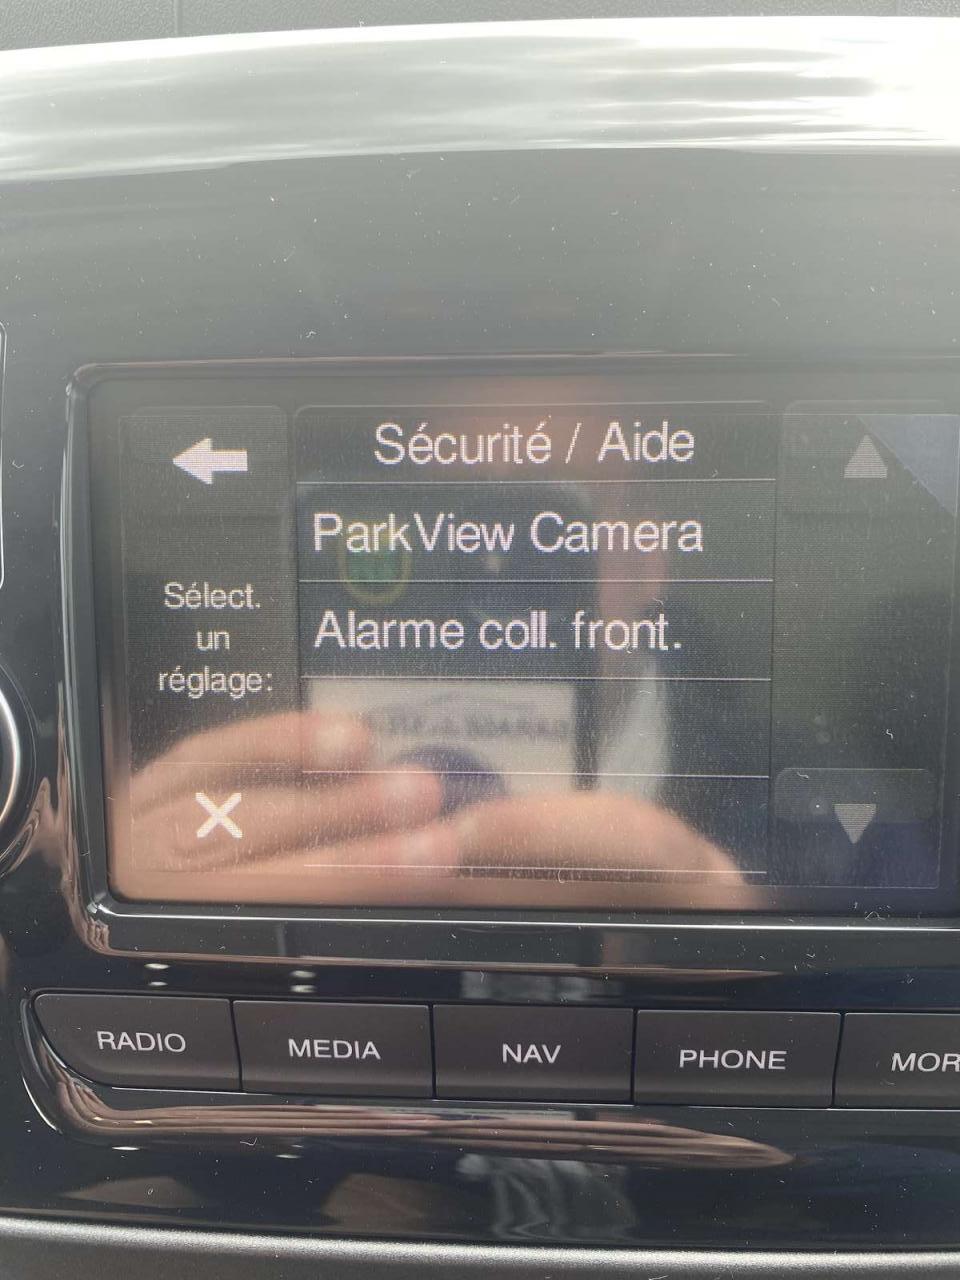 Sécurité / Aide
ParkView Camera
Alarme coll. front.
Sélect.
un
réglage:
RADIO
MEDIA
NAV
PHONE
MOR